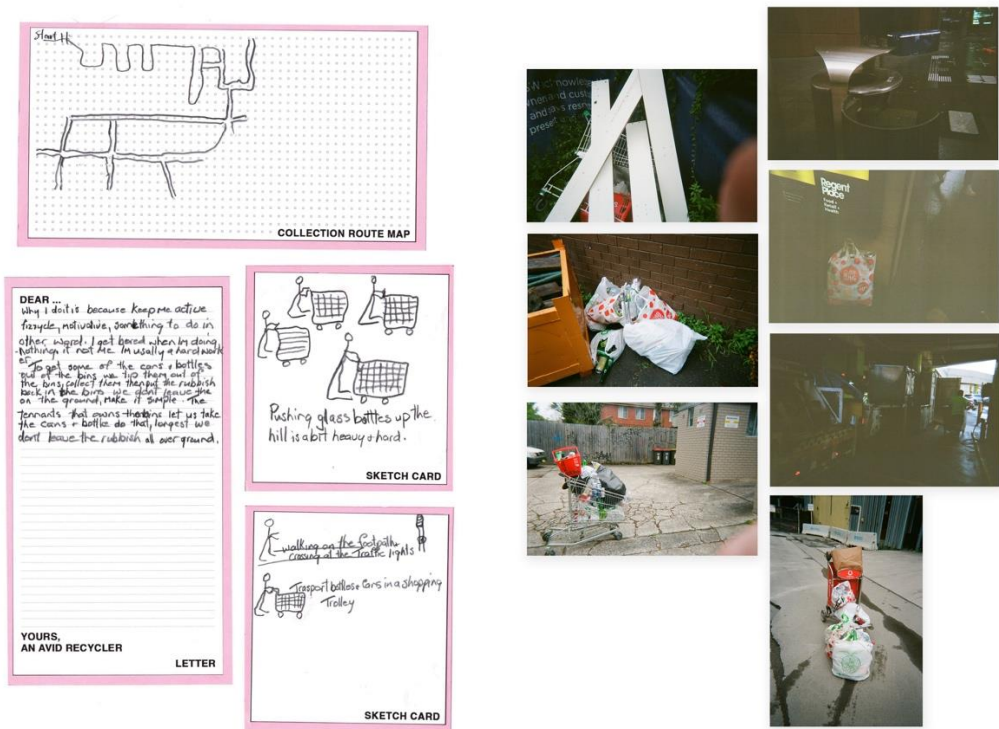 Start
COLLECTION ROUTE MAP
DEAR ...
Why I do it is because keep me active
fizzycle, motivative, something to do in
other word. I get bored when Im doing
nothing, it not me Im usally a hard work
er.
To get some of the cans + bottles
out of the bins we tip them out of
the bins, collect them then put the rubbish
back in the bins we dont leave the
on the ground, make it simple. The
Tennants that owns the bins let us take
the cans + bottle do that, longest we
dont leave the rubbish all over ground.
YOURS,
AN AVID RECYCLER
LETTER
Pushing glass bottles up the
hill is a bit heavy + hard.
SKETCH CARD
walking on the footpath
crossing at the Traffic lights
Trasport bottles + Cans in a shopping
Trolley
SKETCH CARD
and
preset
Regent
Place